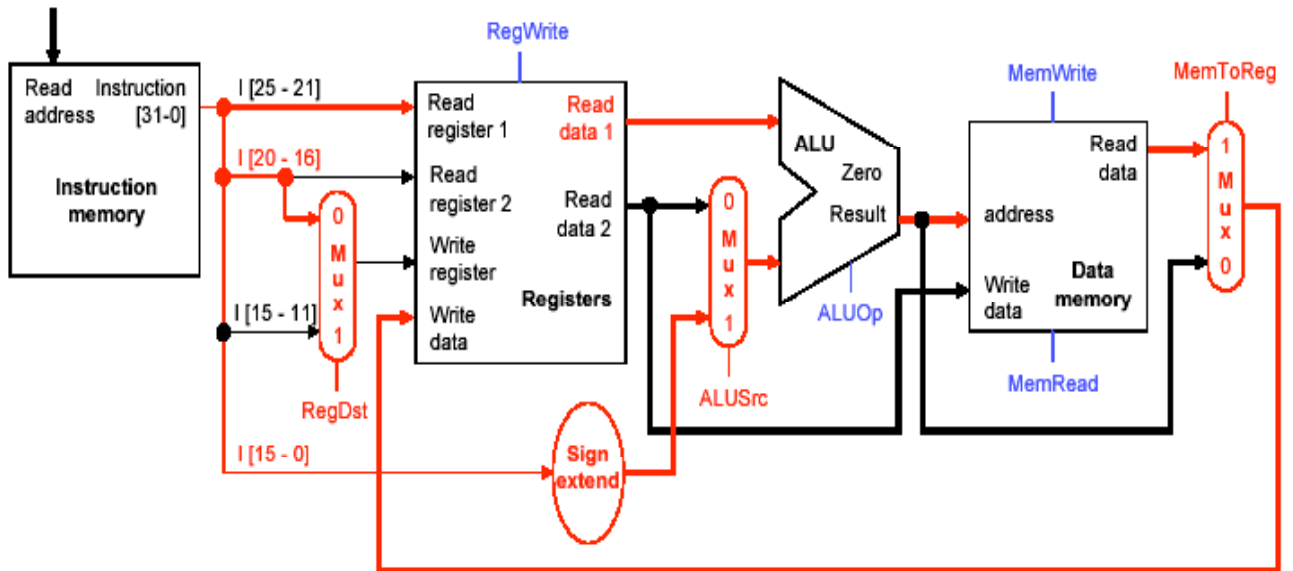 RegWrite
Read address
Instruction [31-0]
Instruction memory
I [25 - 21]
I [20 - 16]
I [15 - 11]
I [15 - 0]
0
M
u
x
1
RegDst
Read register 1
Read register 2
Write register
Write data
Read data 1
Read data 2
Registers
Sign extend
0
M
u
x
1
ALUSrc
ALU
Zero
Result
ALUOp
MemWrite
Read data
address
Write data
Data memory
MemRead
MemToReg
1
M
u
x
0